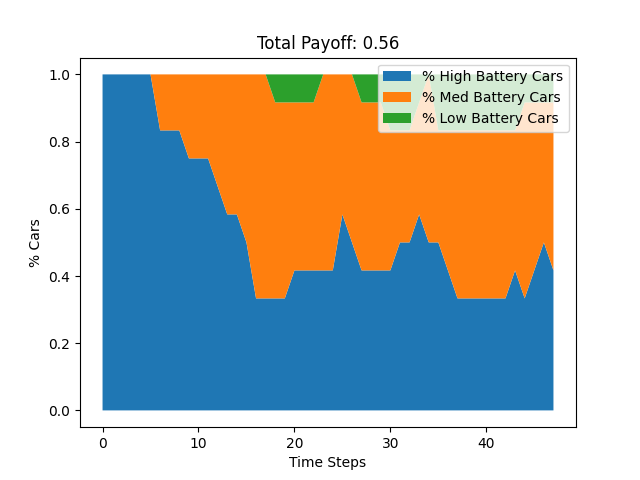 Total Payoff: 0.56
% High Battery Cars
% Med Battery Cars
% Low Battery Cars
% Cars
1.0
0.8
0.6
0.4
0.2
0.0
0 10 20 30 40
Time Steps